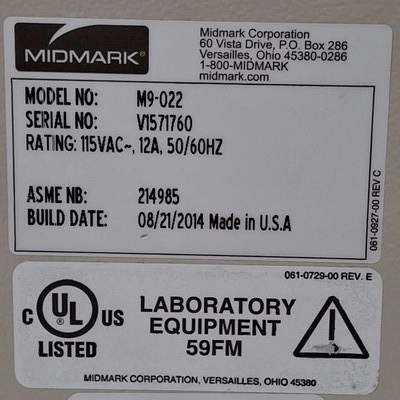 MIDMARK
Midmark Corporation
60 Vista Drive, P.O. Box 286
Versailles, Ohio 45380-0286
1-800-MIDMARK
midmark.com
MODEL NO: M9-022
SERIAL NO: V1571760
RATING: 115VAC~, 12A, 50/60HZ
ASME NB: 214985
BUILD DATE: 08/21/2014 Made in U.S.A
061-0927-00 REV C
061-0729-00 REV. E
C UL US
LISTED
LABORATORY
EQUIPMENT
59FM
MIDMARK CORPORATION, VERSAILLES, OHIO 45380